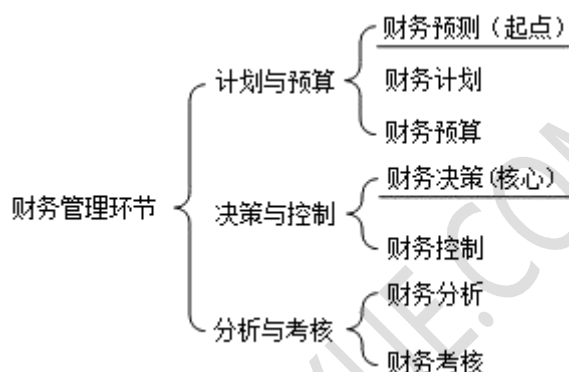 财务预测（起点）
计划与预算
财务计划
财务预算
财务决策(核心）
财务管理环节
决策与控制
财务控制
财务分析
分析与考核
财务考核
YUE.COM